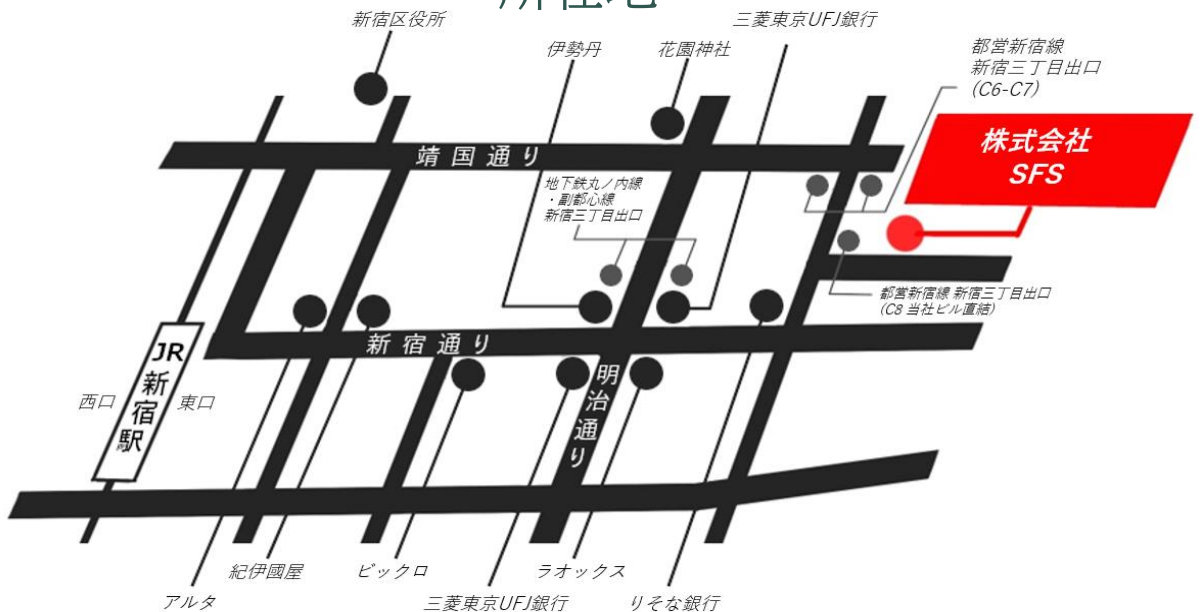 所在地
新宿区役所
三菱東京UFJ銀行
伊勢丹
花園神社
都営新宿線
新宿三丁目出口
(C6-C7)
株式会社
SFS
靖国通り
地下鉄丸ノ内線
・副都心線
新宿三丁目出口
都営新宿線 新宿三丁目出口
(C8 当社ビル直結)
新宿通り
JR
新宿駅
西口
東口
明治通り
紀伊國屋
ビックロ
ラオックス
アルタ
三菱東京UFJ銀行
りそな銀行